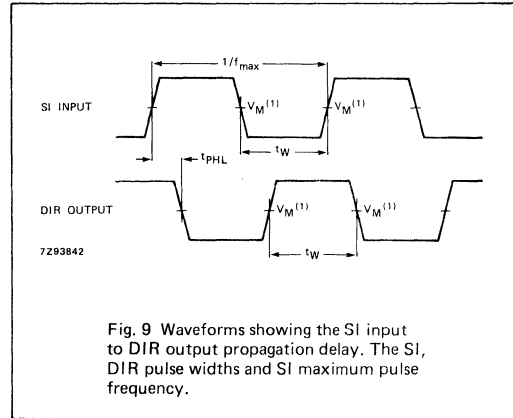 1/fmax
SI INPUT
VM(1)
VM(1)
tW
tPHL
DIR OUTPUT
VM(1)
VM(1)
tW
7Z93842
Fig. 9 Waveforms showing the SI input
to DIR output propagation delay. The SI,
DIR pulse widths and SI maximum pulse
frequency.